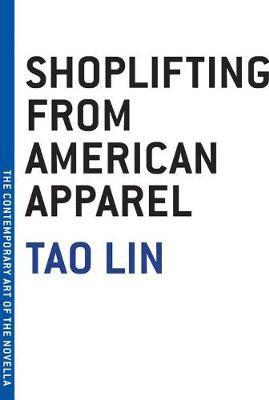 SHOPLIFTING
FROM
AMERICAN
APPAREL
TAO LIN
THE CONTEMPORARY ART OF THE NOVELLA